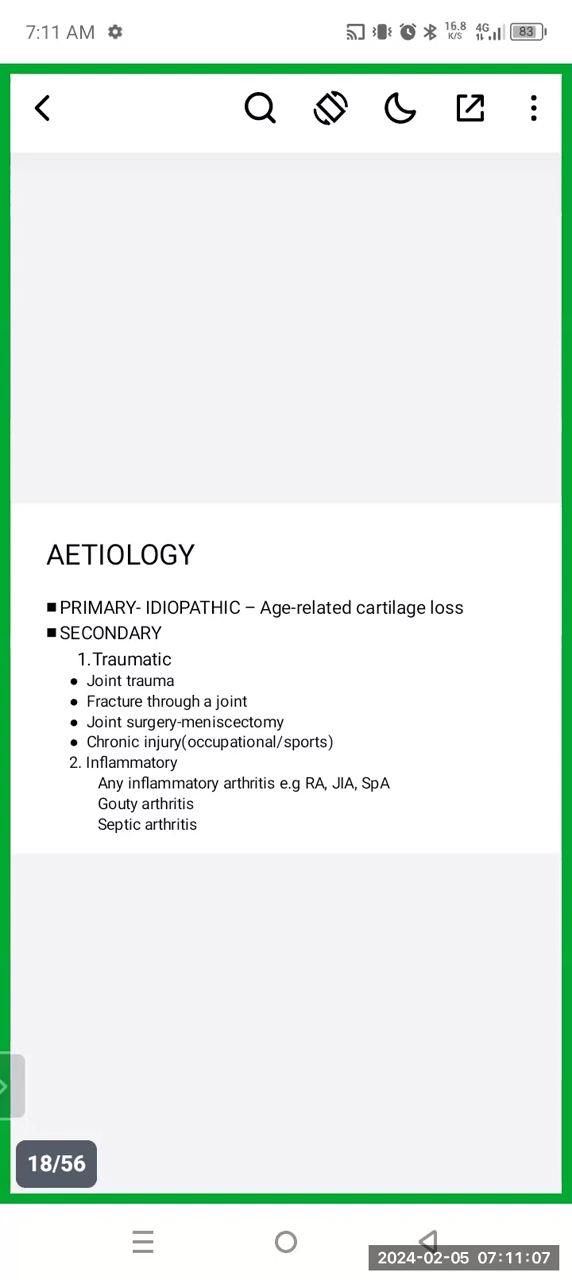 7:11 AM
16.8 K/S 4G 83
AETIOLOGY
■ PRIMARY- IDIOPATHIC – Age-related cartilage loss
■ SECONDARY
1.Traumatic
● Joint trauma
● Fracture through a joint
● Joint surgery-meniscectomy
● Chronic injury(occupational/sports)
2. Inflammatory
Any inflammatory arthritis e.g RA, JIA, SpA
Gouty arthritis
Septic arthritis
18/56
2024-02-05 07:11:07